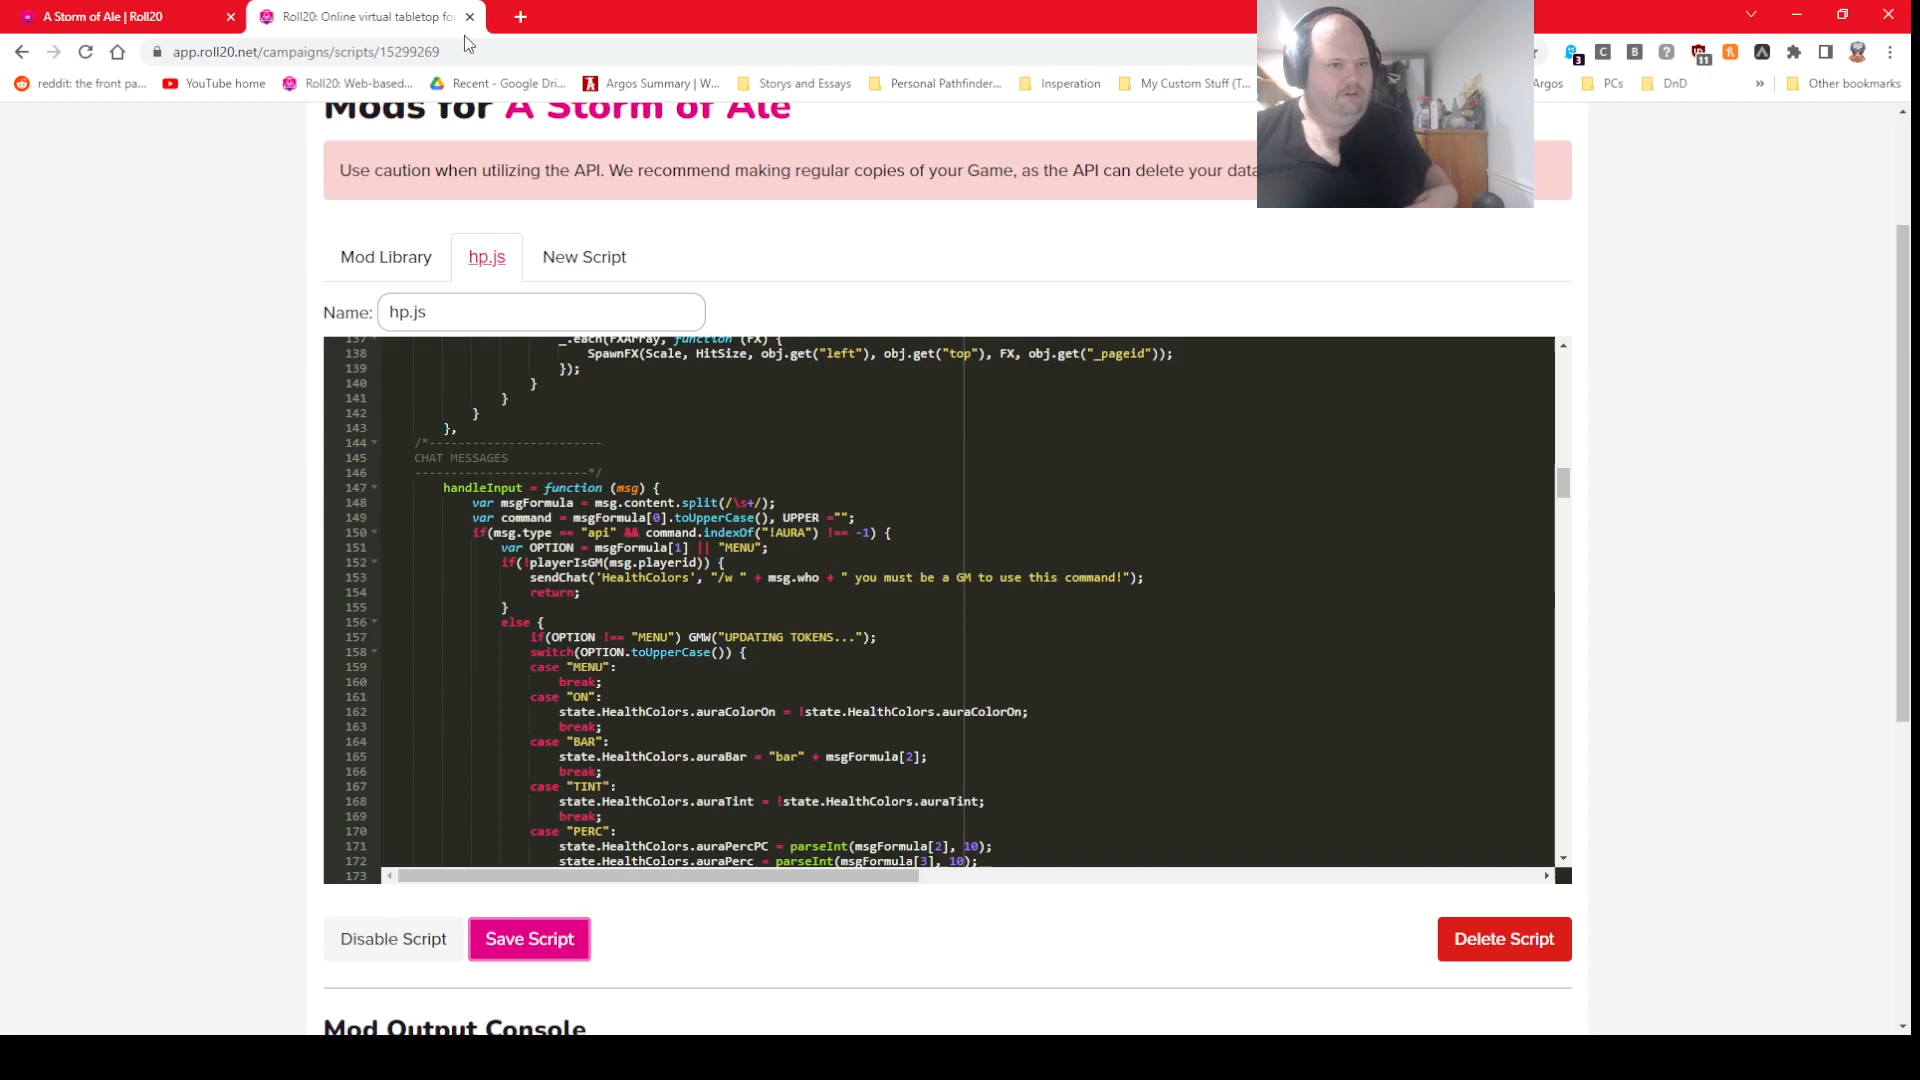 A Storm of Ale | Roll20
Roll20: Online virtual tabletop for
app.roll20.net/campaigns/scripts/15299269
3
11
reddit: the front pa...
YouTube home
Roll20: Web-based...
Recent - Google Dri...
Argos Summary | W...
Storys and Essays
Personal Pathfinder...
Insperation
My Custom Stuff (T...
Argos
PCs
DnD
»
Other bookmarks
Mods for A Storm of Ale
Use caution when utilizing the API. We recommend making regular copies of your Game, as the API can delete your data
Mod Library
hp.js
New Script
Name:
hp.js
137 _.each(FXArray, function (FX) {
138 SpawnFX(Scale, HitSize, obj.get("left"), obj.get("top"), FX, obj.get("_pageid"));
139 });
140 }
141 }
142 }
143 },
144 /*------------------------
145 CHAT MESSAGES
146 ------------------------*/
147 handleInput = function (msg) {
148 var msgFormula = msg.content.split(/\s+/);
149 var command = msgFormula[0].toUpperCase(), UPPER ="";
150 if(msg.type == "api" && command.indexOf("!AURA") !== -1) {
151 var OPTION = msgFormula[1] || "MENU";
152 if(!playerIsGM(msg.playerid)) {
153 sendChat('HealthColors', "/w " + msg.who + " you must be a GM to use this command!");
154 return;
155 }
156 else {
157 if(OPTION !== "MENU") GMW("UPDATING TOKENS...");
158 switch(OPTION.toUpperCase()) {
159 case "MENU":
160 break;
161 case "ON":
162 state.HealthColors.auraColorOn = !state.HealthColors.auraColorOn;
163 break;
164 case "BAR":
165 state.HealthColors.auraBar = "bar" + msgFormula[2];
166 break;
167 case "TINT":
168 state.HealthColors.auraTint = !state.HealthColors.auraTint;
169 break;
170 case "PERC":
171 state.HealthColors.auraPercPC = parseInt(msgFormula[2], 10);
172 state.HealthColors.auraPerc = parseInt(msgFormula[3], 10);
173
Disable Script
Save Script
Delete Script
Mod Output Console